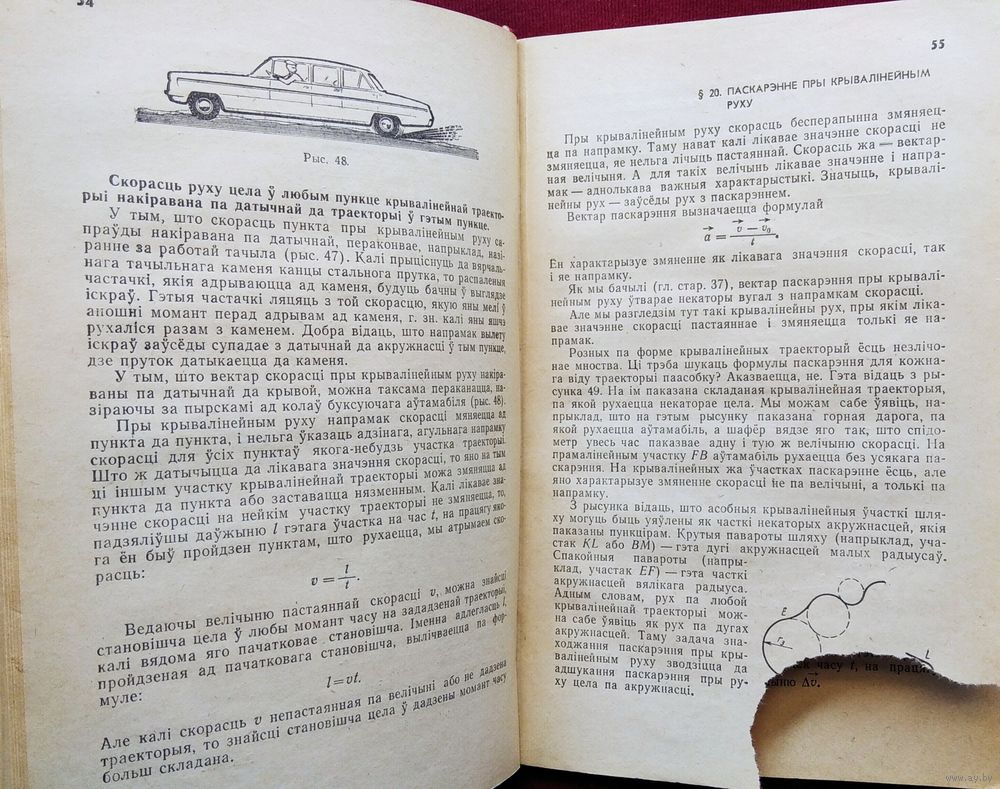 54
Рыс. 48.
Скорасць руху цела ў любым пункце крывалінейнай траекто-
рыі накіравана па датычнай да траекторыі ў гэтым пункце.
У тым, што скорасць пункта пры крывалінейным руху са-
праўды накіравана па датычнай, пераконвае, напрыклад, назі-
ранне за работай тачыла (рыс. 47). Калі прыціснуць да вярчаль-
нага тачыльнага каменя канцы стальнога прутка, то распаленыя
частачкі, якія адрываюцца ад каменя, будуць бачны ў выглядзе
іскраў. Гэтыя частачкі ляцяць з той скорасцю, якую яны мелі ў
апошні момант перад адрывам ад каменя, г. зн. калі яны яшчэ
рухаліся разам з каменем. Добра відаць, што напрамак вылету
іскраў заўсёды супадае з датычнай да акружнасці ў тым пункце,
дзе пруток датыкаецца да каменя.
У тым, што вектар скорасці пры крывалінейным руху накіра-
ваны па датычнай да крывой, можна таксама пераканацца, на-
зіраючы за пырскамі ад колаў буксуючага аўтамабіля (рыс. 48).
Пры крывалінейным руху напрамак скорасці мяняецца ад
пункта да пункта, і нельга ўказаць адзінага, агульнага напрамку
скорасці для ўсіх пунктаў якога-небудзь участка траекторыі.
Што ж датычыцца да лікавага значэння скорасці, то яно на тым
ці іншым участку крывалінейнай траекторыі можа змяняцца ад
пункта да пункта або заставацца нязменным. Калі лікавае зна-
чэнне скорасці на нейкім участку траекторыі не змяняецца, то,
падзяліўшы даўжыню l гэтага ўчастка на час t, на працягу яко-
га ён быў пройдзен пунктам, што рухаецца, мы атрымаем ско-
расць:
v = l/t.
Ведаючы велічыню пастаяннай скорасці v, можна знайсці
становішча цела ў любы момант часу на зададзенай траекторыі,
калі вядома яго пачатковае становішча. Іменна адлегласць l,
пройдзеная ад пачатковага становішча, вылічваецца па фор-
муле:
l=vt.
Але калі скорасць v непастаянная па велічыні або не дадзена
траекторыя, то знайсці становішча цела ў дадзены момант часу
больш складана.
55
§ 20. ПАСКАРЭННЕ ПРЫ КРЫВАЛІНЕЙНЫМ
РУХУ
Пры крывалінейным руху скорасць бесперапынна змяняец-
ца па напрамку. Таму нават калі лікавае значэнне скорасці не
змяняецца, яе нельга лічыць пастаяннай. Скорасць жа — вектар-
ная велічыня. А для такіх велічынь лікавае значэнне і напра-
мак — аднолькава важныя характарыстыкі. Значыць, крывалі-
нейны рух — заўсёды рух з паскарэннем.
Вектар паскарэння вызначаецца формулай
a⃗ = (v⃗ − v⃗₀)/t.
Ён характарызуе змяненне як лікавага значэння скорасці, так
і яе напрамку.
Як мы бачылі (гл. стар. 37), вектар паскарэння пры крывалі-
нейным руху ўтварае некаторы вугал з напрамкам скорасці.
Але мы разгледзім тут такі крывалінейны рух, пры якім ліка-
вае значэнне скорасці пастаяннае і змяняецца толькі яе на-
прамак.
Розных па форме крывалінейных траекторый ёсць незлічо-
нае мноства. Ці трэба шукаць формулы паскарэння для кожна-
га віду траекторыі паасобку? Аказваецца, не. Гэта відаць з ры-
сунка 49. На ім паказана складаная крывалінейная траекторыя,
па якой рухаецца некаторае цела. Мы можам сабе ўявіць, на-
прыклад, што на гэтым рысунку паказана горная дарога, па
якой рухаецца аўтамабіль, а шафёр вядзе яго так, што спідо-
метр увесь час паказвае адну і тую ж велічыню скорасці. На
прамалінейным участку FB аўтамабіль рухаецца без усякага па-
скарэння. На крывалінейных жа ўчастках паскарэнне ёсць, але
яно характарызуе змяненне скорасці не па велічыні, а толькі па
напрамку.
З рысунка відаць, што асобныя крывалінейныя ўчасткі шля-
ху могуць быць уяўлены як часткі некаторых акружнасцей, якія
паказаны пункцірам. Крутыя павароты шляху (напрыклад, уча-
стак KL або BM) — гэта дугі акружнасцей малых радыусаў.
Спакойныя павароты (напры-
клад, участак EF) — гэта часткі
акружнасцей вялікага радыуса.
Адным словам, рух па любой
крывалінейнай траекторыі мож-
на сабе ўявіць як рух па дугах
акружнасцей. Таму задача зна-
ходжання паскарэння пры кры-
валінейным руху зводзіцца да
адшукання паскарэння пры ру-
ху цела па акружнасці.
E
r₃
L
часу t, на працяг
Δv⃗.
www.ay.by